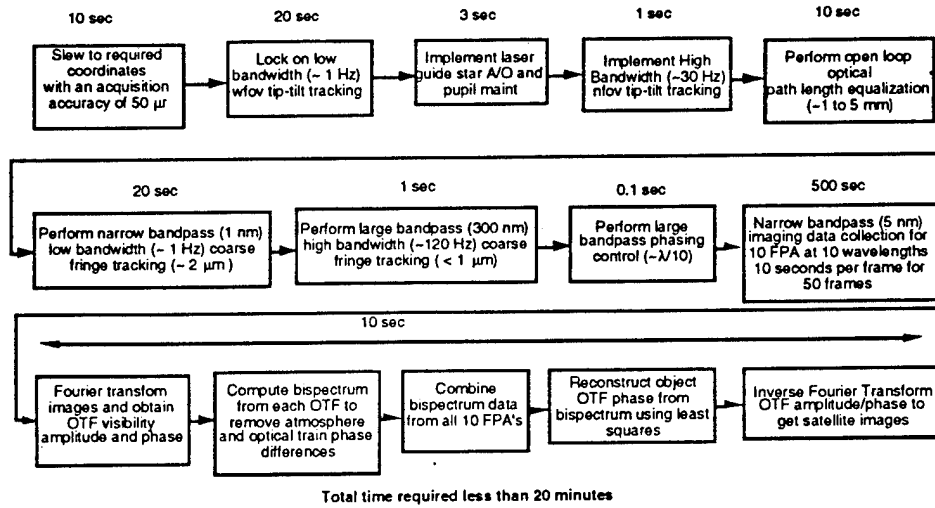 10 sec
20 sec
3 sec
1 sec
10 sec
Slew to required
coordinates
with an acquisition
accuracy of 50 μr
Lock on low
bandwidth (~ 1 Hz)
wfov tip-tilt tracking
Implement laser
guide star A/O and
pupil maint
Implement High
Bandwidth (~30 Hz)
nfov tip-tilt tracking
Perform open loop
optical
path length equalization
(~1 to 5 mm)
20 sec
1 sec
0.1 sec
500 sec
Perform narrow bandpass (1 nm)
low bandwidth (~ 1 Hz) coarse
fringe tracking (~ 2 μm )
Perform large bandpass (300 nm)
high bandwidth (~120 Hz) coarse
fringe tracking (< 1 μm)
Perform large
bandpass phasing
control (~λ/10)
Narrow bandpass (5 nm)
imaging data collection for
10 FPA at 10 wavelengths
10 seconds per frame for
50 frames
10 sec
Fourier transfom
images and obtain
OTF visibility
amplitude and phase
Compute bispectrum
from each OTF to
remove atmosphere
and optical train phase
differences
Combine
bispectrum data
from all 10 FPA's
Reconstruct object
OTF phase from
bispectrum using least
squares
Inverse Fourier Transform
OTF amplitude/phase to
get satellite images
Total time required less than 20 minutes